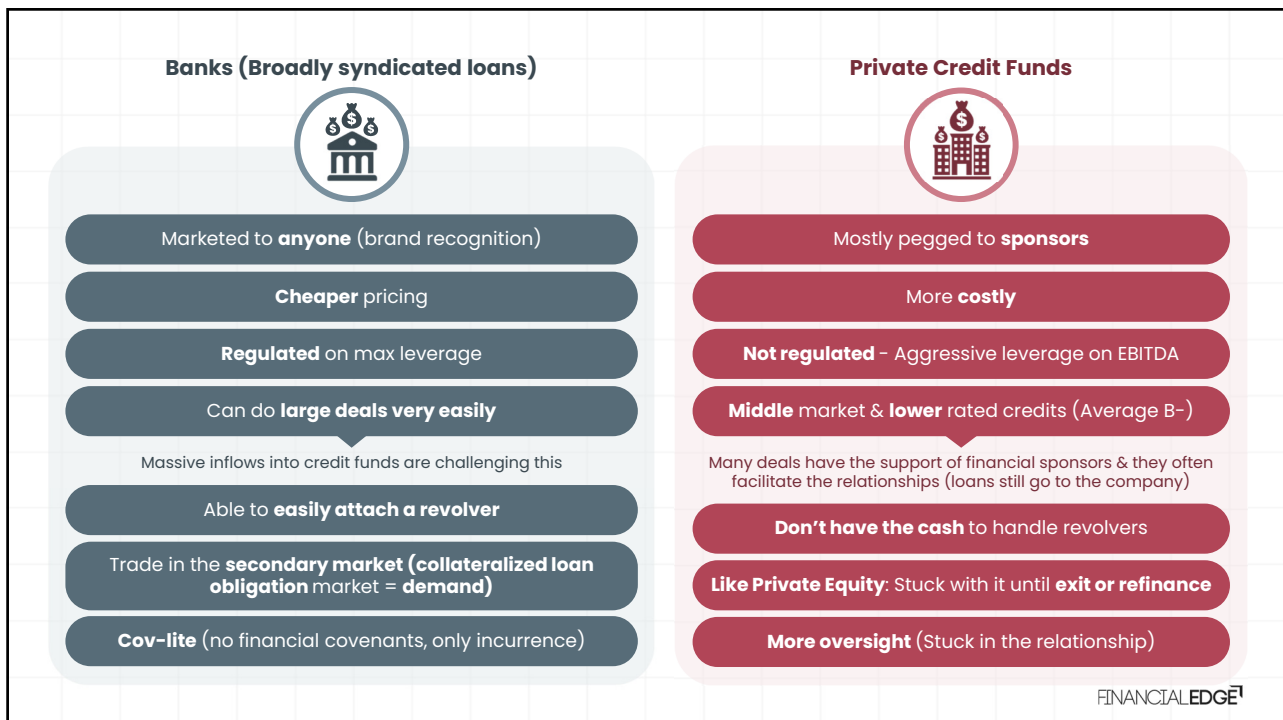 Banks (Broadly syndicated loans)
Marketed to anyone (brand recognition)
Cheaper pricing
Regulated on max leverage
Can do large deals very easily
Massive inflows into credit funds are challenging this
Able to easily attach a revolver
Trade in the secondary market (collateralized loan
obligation market = demand)
Cov-lite (no financial covenants, only incurrence)
Private Credit Funds
Mostly pegged to sponsors
More costly
Not regulated - Aggressive leverage on EBITDA
Middle market & lower rated credits (Average B-)
Many deals have the support of financial sponsors & they often
facilitate the relationships (loans still go to the company)
Don’t have the cash to handle revolvers
Like Private Equity: Stuck with it until exit or refinance
More oversight (Stuck in the relationship)
FINANCIALEDGE